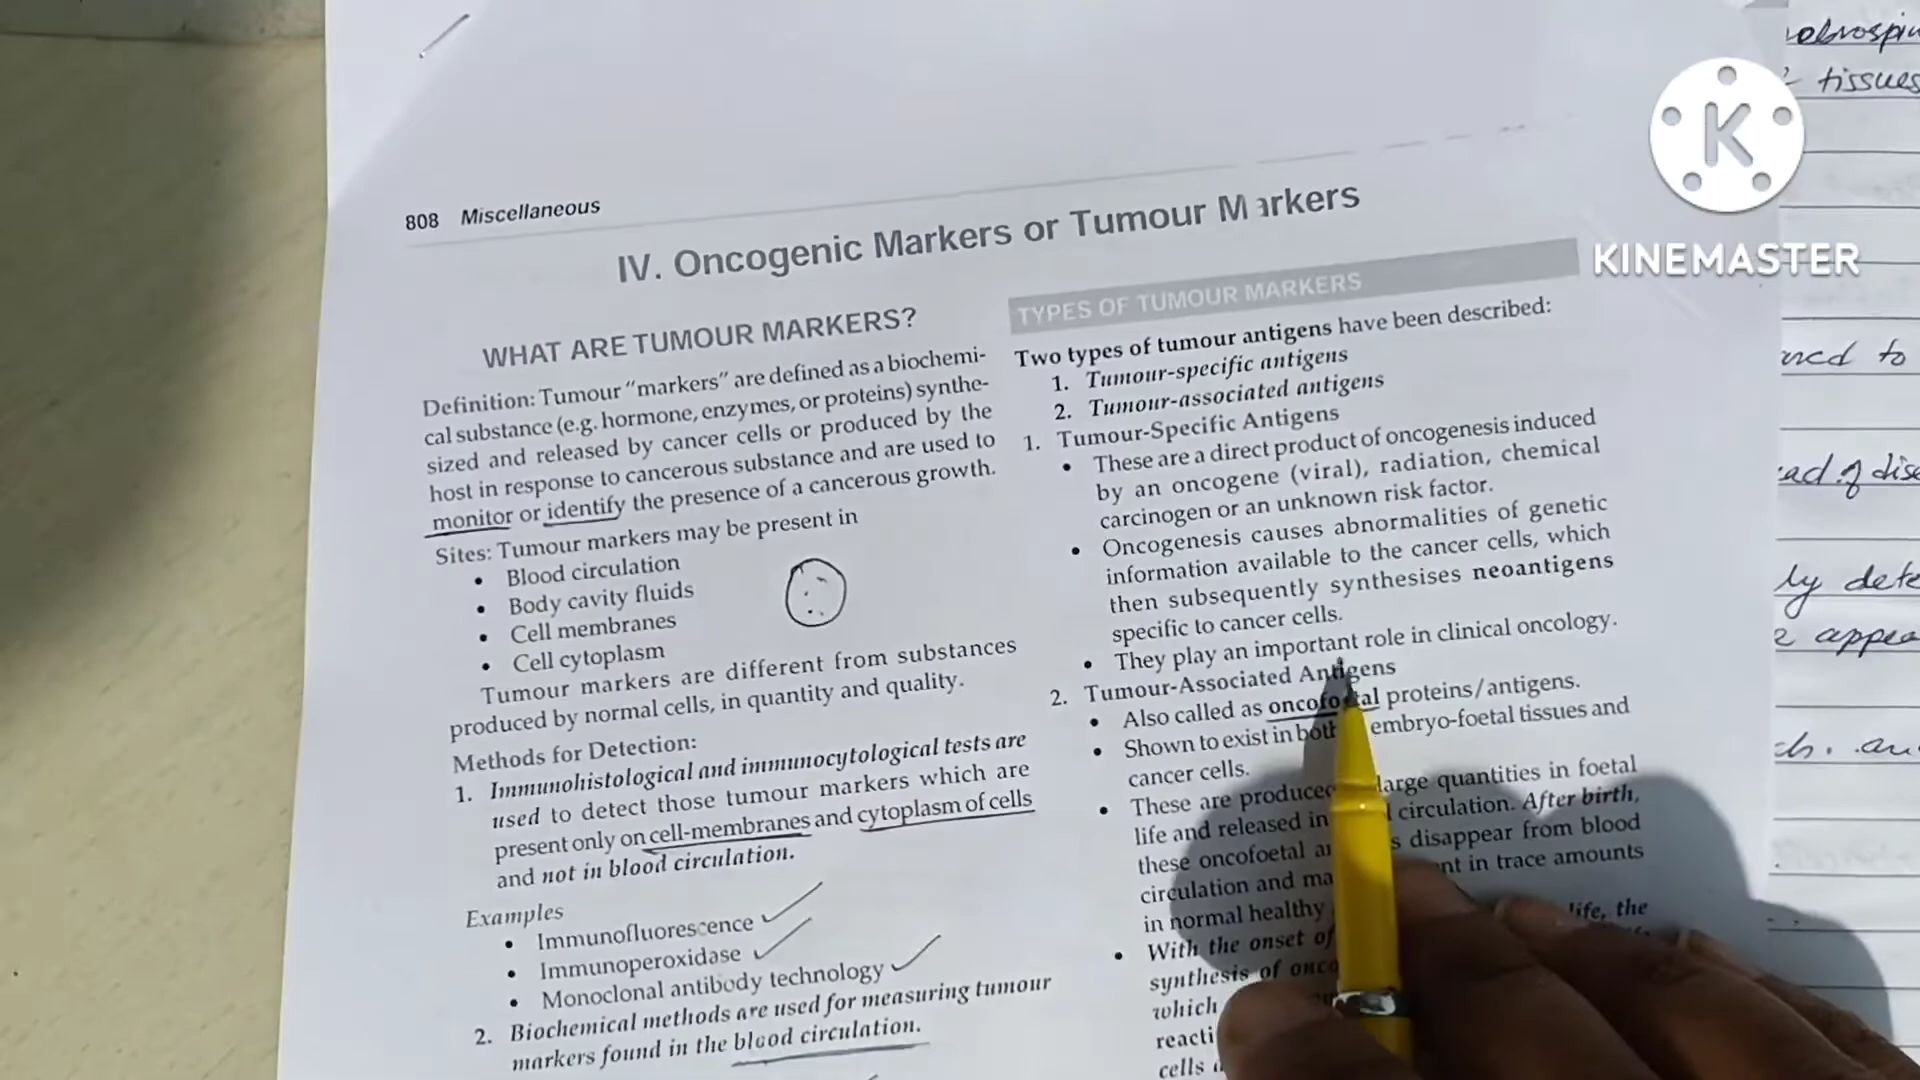 808 Miscellaneous
IV. Oncogenic Markers or Tumour Markers
WHAT ARE TUMOUR MARKERS?
Definition: Tumour "markers" are defined as a biochemi-
cal substance (e.g. hormone, enzymes, or proteins) synthe-
sized and released by cancer cells or produced by the
host in response to cancerous substance and are used to
monitor or identify the presence of a cancerous growth.
Sites: Tumour markers may be present in
• Blood circulation
• Body cavity fluids
• Cell membranes
• Cell cytoplasm
Tumour markers are different from substances
produced by normal cells, in quantity and quality.
Methods for Detection:
1. Immunohistological and immunocytological tests are
used to detect those tumour markers which are
present only on cell-membranes and cytoplasm of cells
and not in blood circulation.
Examples
• Immunofluorescence
• Immunoperoxidase
• Monoclonal antibody technology
2. Biochemical methods are used for measuring tumour
markers found in the blood circulation.
TYPES OF TUMOUR MARKERS
Two types of tumour antigens have been described:
1. Tumour-specific antigens
2. Tumour-associated antigens
1. Tumour-Specific Antigens
• These are a direct product of oncogenesis induced
by an oncogene (viral), radiation, chemical
carcinogen or an unknown risk factor.
• Oncogenesis causes abnormalities of genetic
information available to the cancer cells, which
then subsequently synthesises neoantigens
specific to cancer cells.
• They play an important role in clinical oncology.
2. Tumour-Associated Antigens
• Also called as oncofoetal proteins/antigens.
• Shown to exist in both embryo-foetal tissues and
cancer cells.
• These are produced large quantities in foetal
life and released in circulation. After birth,
these oncofoetal disappear from blood
circulation and in trace amounts
in normal healthy
• With the onset of life, the
synthesis of
which
cells
tissues
to
appea
K
KINEMASTER